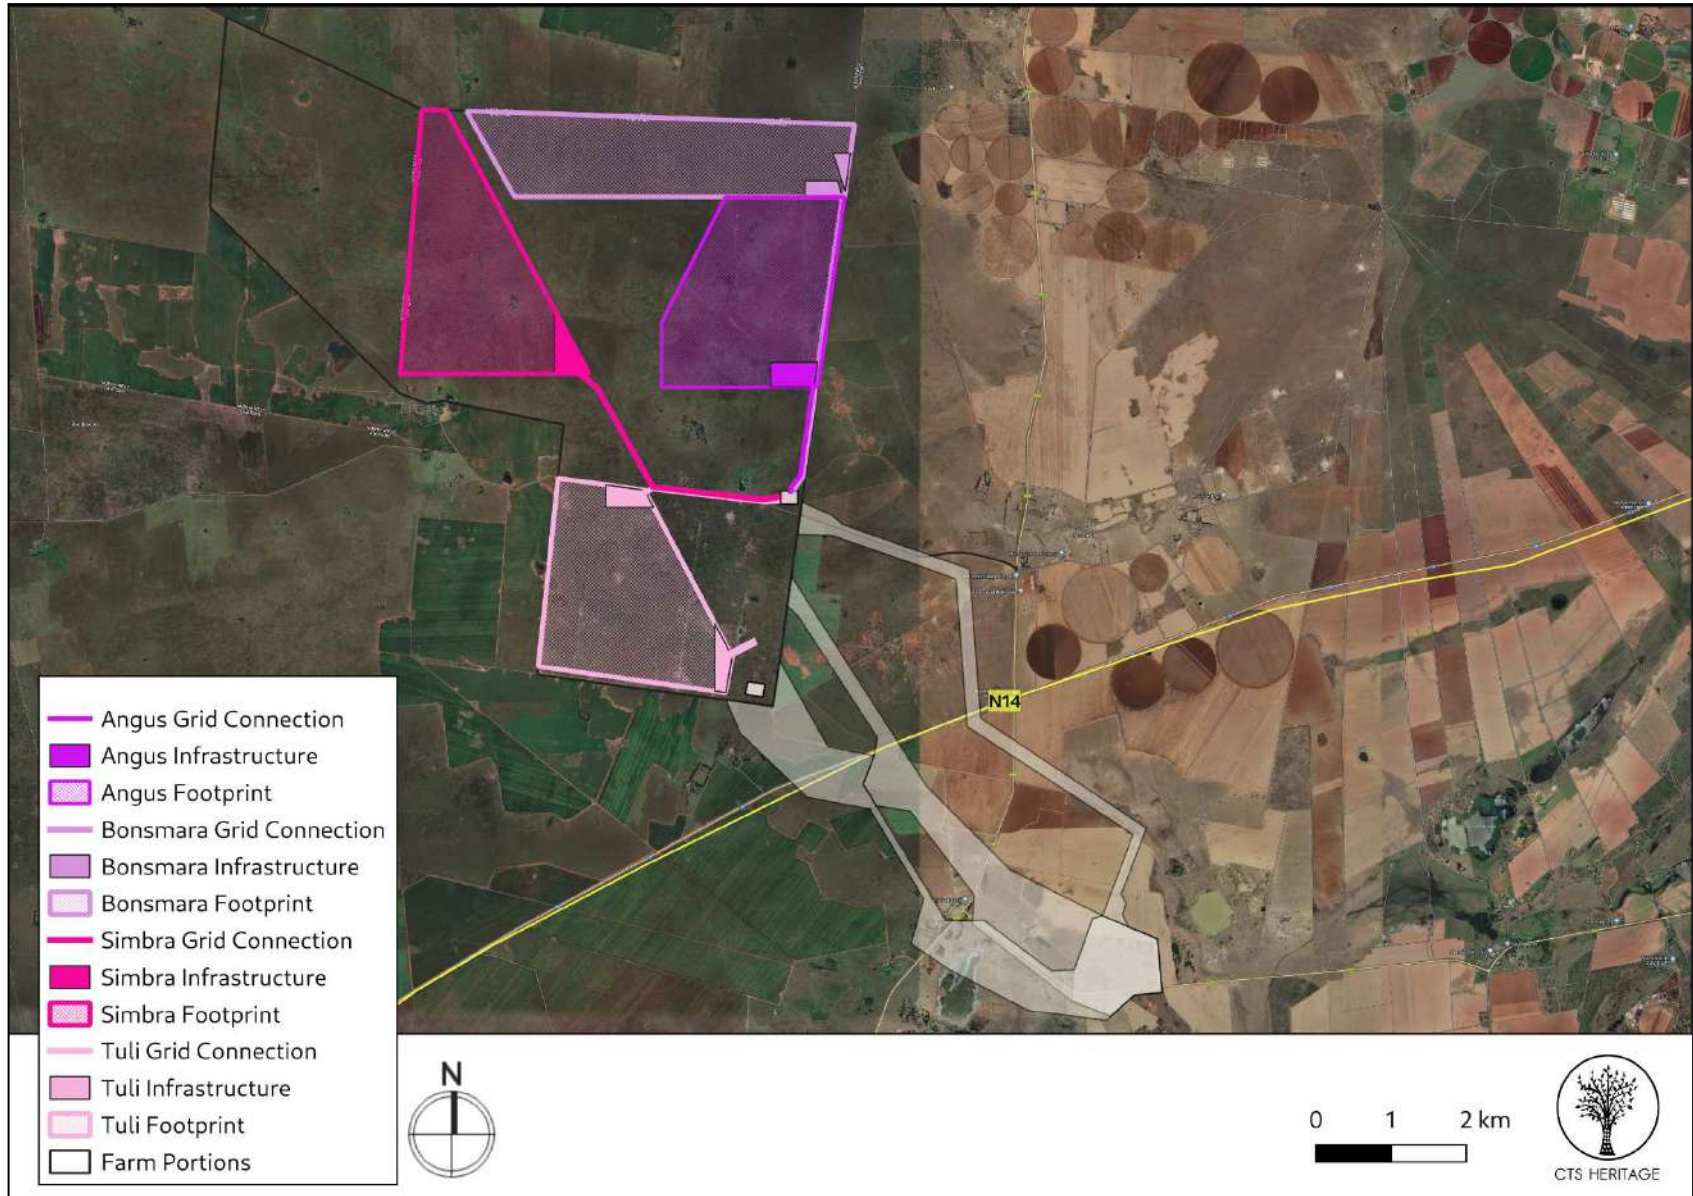 N14
Angus Grid Connection
Angus Infrastructure
Angus Footprint
Bonsmara Grid Connection
Bonsmara Infrastructure
Bonsmara Footprint
Simbra Grid Connection
Simbra Infrastructure
Simbra Footprint
Tuli Grid Connection
Tuli Infrastructure
Tuli Footprint
Farm Portions
N
0 1 2 km
CTS HERITAGE